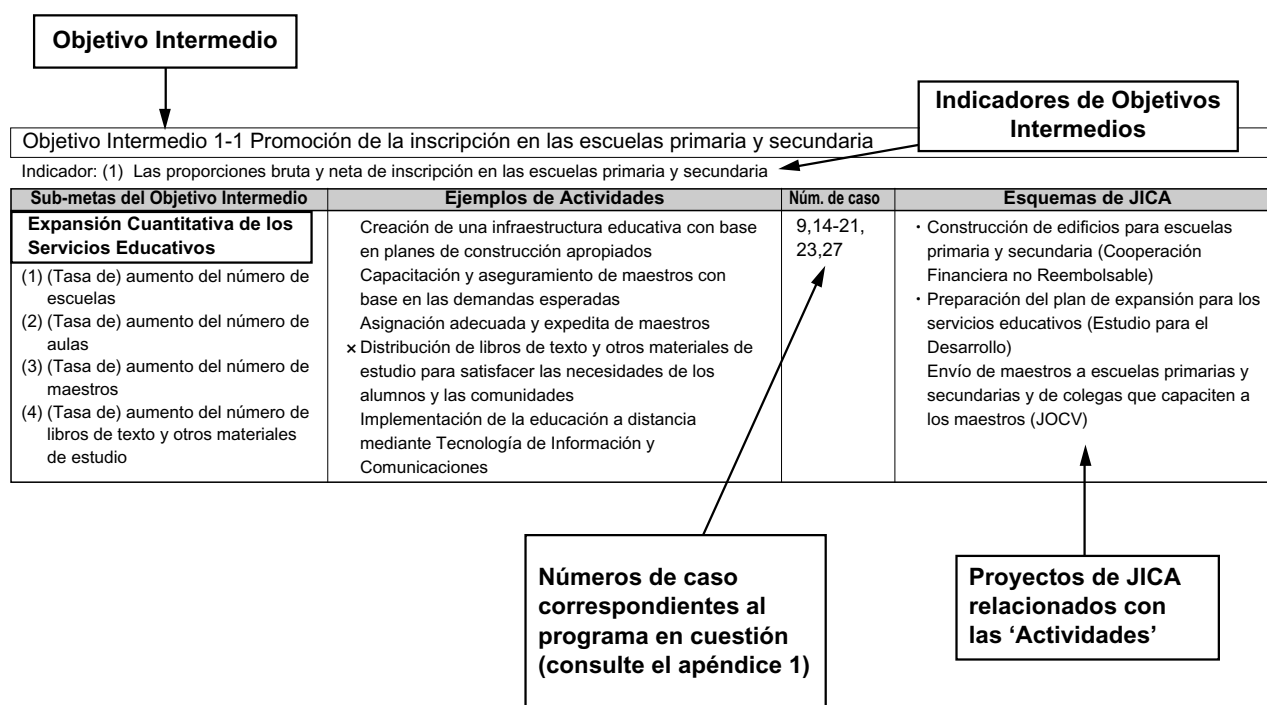 Objetivo Intermedio
Indicadores de Objetivos
Intermedios
Objetivo Intermedio 1-1 Promoción de la inscripción en las escuelas primaria y secundaria
Indicador: (1) Las proporciones bruta y neta de inscripción en las escuelas primaria y secundaria
Sub-metas del Objetivo Intermedio
Expansión Cuantitativa de los
Servicios Educativos
(1) (Tasa de) aumento del número de
escuelas
(2) (Tasa de) aumento del número de
aulas
(3) (Tasa de) aumento del número de
maestros
(4) (Tasa de) aumento del número de
libros de texto y otros materiales
de estudio
Ejemplos de Actividades
Creación de una infraestructura educativa con base
en planes de construcción apropiados
Capacitación y aseguramiento de maestros con
base en las demandas esperadas
Asignación adecuada y expedita de maestros
× Distribución de libros de texto y otros materiales de
estudio para satisfacer las necesidades de los
alumnos y las comunidades
Implementación de la educación a distancia
mediante Tecnología de Información y
Comunicaciones
Núm. de caso
9,14-21,
23,27
Esquemas de JICA
・Construcción de edificios para escuelas
primaria y secundaria (Cooperación
Financiera no Reembolsable)
・Preparación del plan de expansión para los
servicios educativos (Estudio para el
Desarrollo)
Envío de maestros a escuelas primarias y
secundarias y de colegas que capaciten a
los maestros (JOCV)
Números de caso
correspondientes al
programa en cuestión
(consulte el apéndice 1)
Proyectos de JICA
relacionados con
las ‘Actividades’